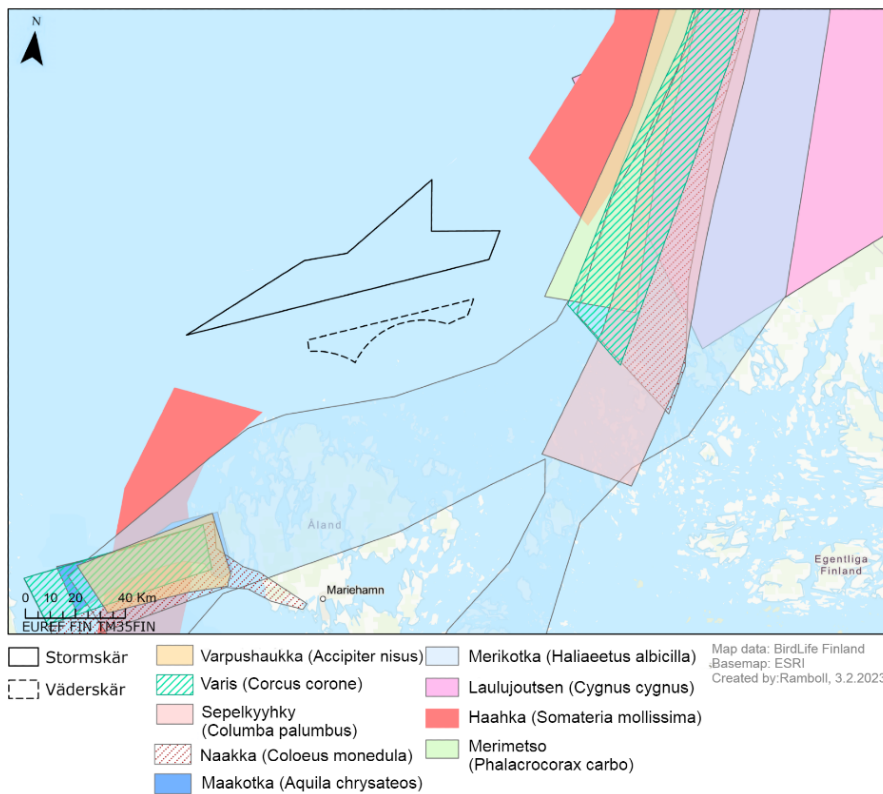 N
Åland
Mariehamn
Egentliga
Finland
0 10 20 40 Km
EUREF FIN TM35FIN
Stormskär
Väderskär
Varpushaukka (Accipiter nisus)
Varis (Corcus corone)
Sepelkyyhky
(Columba palumbus)
Naakka (Coloeus monedula)
Maakotka (Aquila chrysateos)
Merikotka (Haliaeetus albicilla)
Laulujoutsen (Cygnus cygnus)
Haahka (Somateria mollissima)
Merimetso
(Phalacrocorax carbo)
Map data: BirdLife Finland
Basemap: ESRI
Created by:Ramboll, 3.2.2023